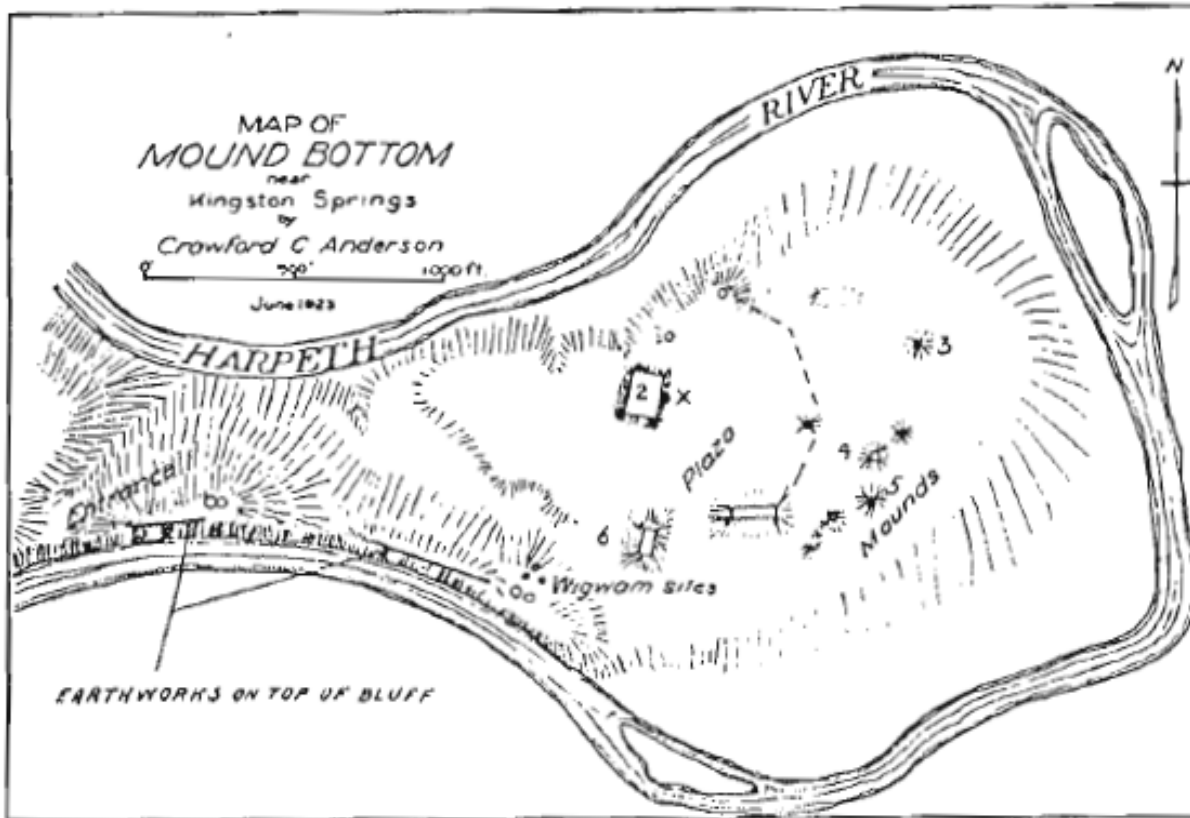 MAP OF
MOUND BOTTOM
near
Kingston Springs
by
Crawford C Anderson
0' 500' 1000 ft.
June 1923
N
HARPETH
RIVER
Entrance
2
X
3
4
5
6
Plaza
Mounds
Wigwam sites
EARTHWORKS ON TOP OF BLUFF